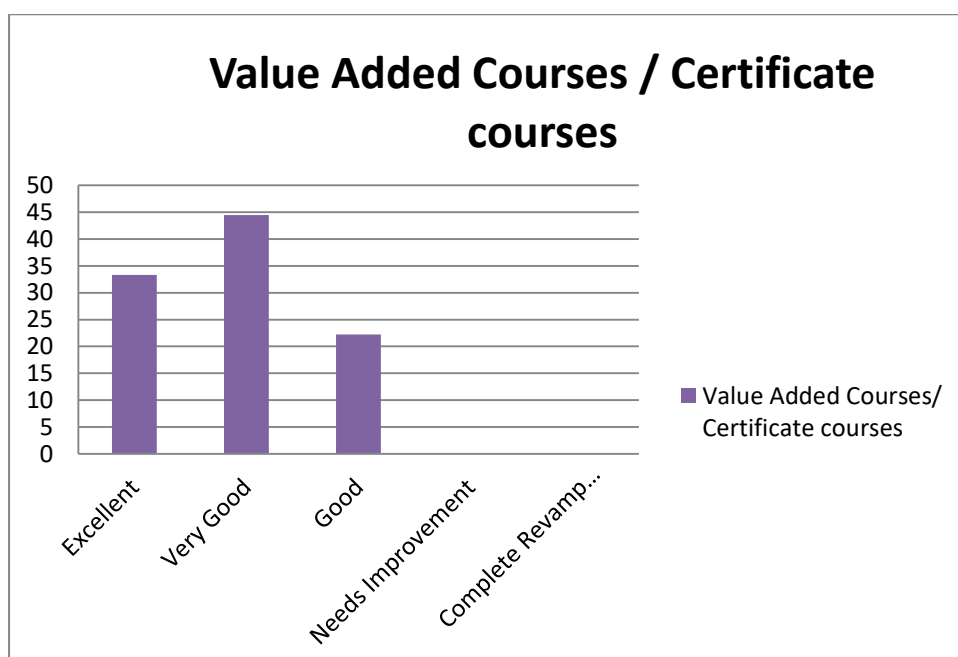 Value Added Courses / Certificate
courses
50
45
40
35
30
25
20
15
10
5
0
Excellent
Very Good
Good
Needs Improvement
Complete Revamp...
Value Added Courses/
Certificate courses